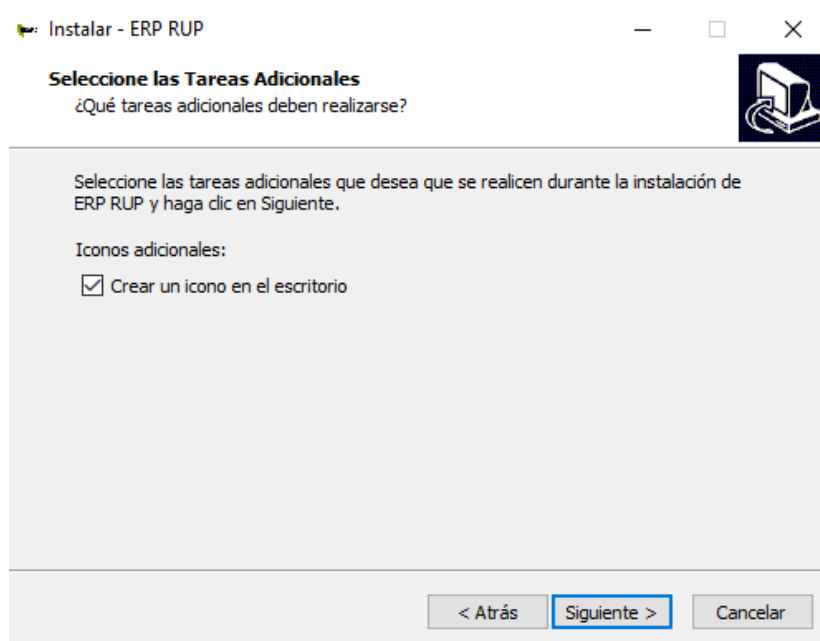 Instalar - ERP RUP
Seleccione las Tareas Adicionales
¿Qué tareas adicionales deben realizarse?
Seleccione las tareas adicionales que desea que se realicen durante la instalación de
ERP RUP y haga clic en Siguiente.
Iconos adicionales:
Crear un icono en el escritorio
< Atrás Siguiente > Cancelar